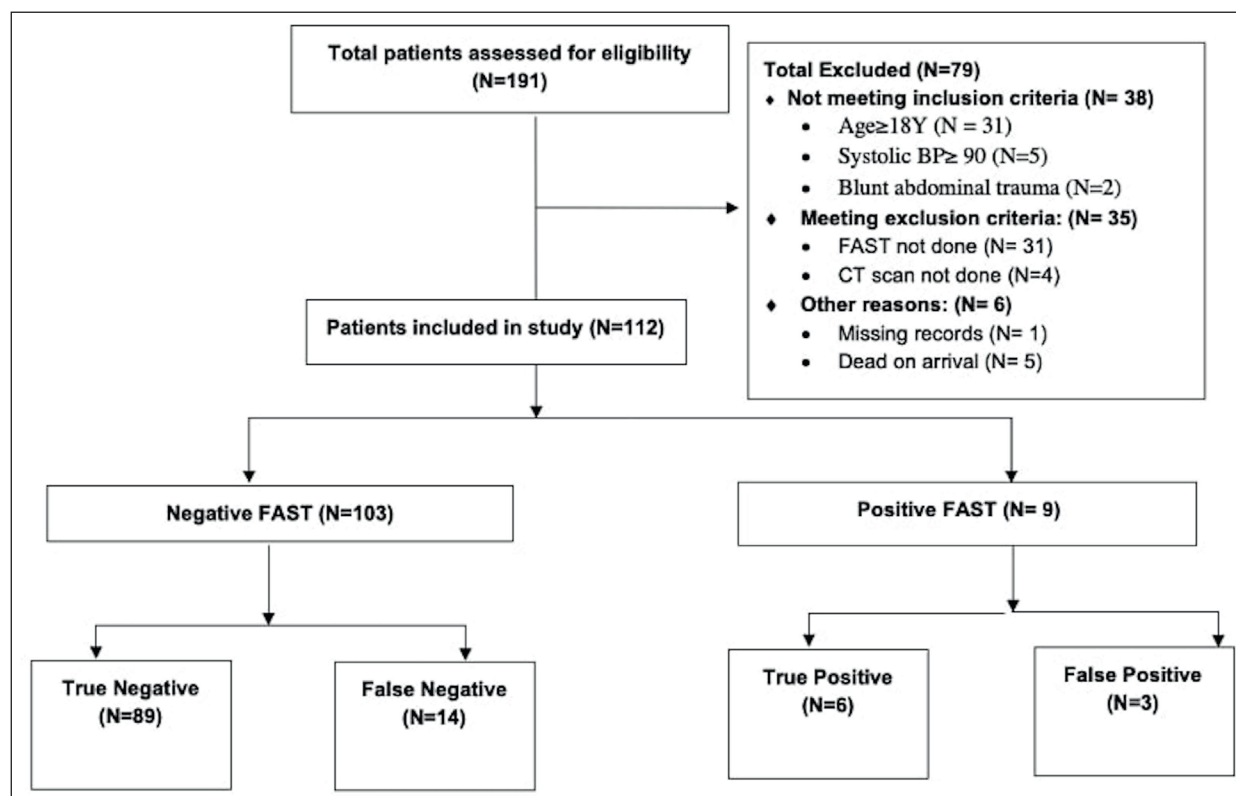 Total patients assessed for eligibility
(N=191)
Total Excluded (N=79)
♦ Not meeting inclusion criteria (N= 38)
• Age≥18Y (N = 31)
• Systolic BP≥ 90 (N=5)
• Blunt abdominal trauma (N=2)
♦ Meeting exclusion criteria: (N= 35)
• FAST not done (N= 31)
• CT scan not done (N=4)
♦ Other reasons: (N= 6)
• Missing records (N= 1)
• Dead on arrival (N= 5)
Patients included in study (N=112)
Negative FAST (N=103)
Positive FAST (N= 9)
True Negative
(N=89)
False Negative
(N=14)
True Positive
(N=6)
False Positive
(N=3)